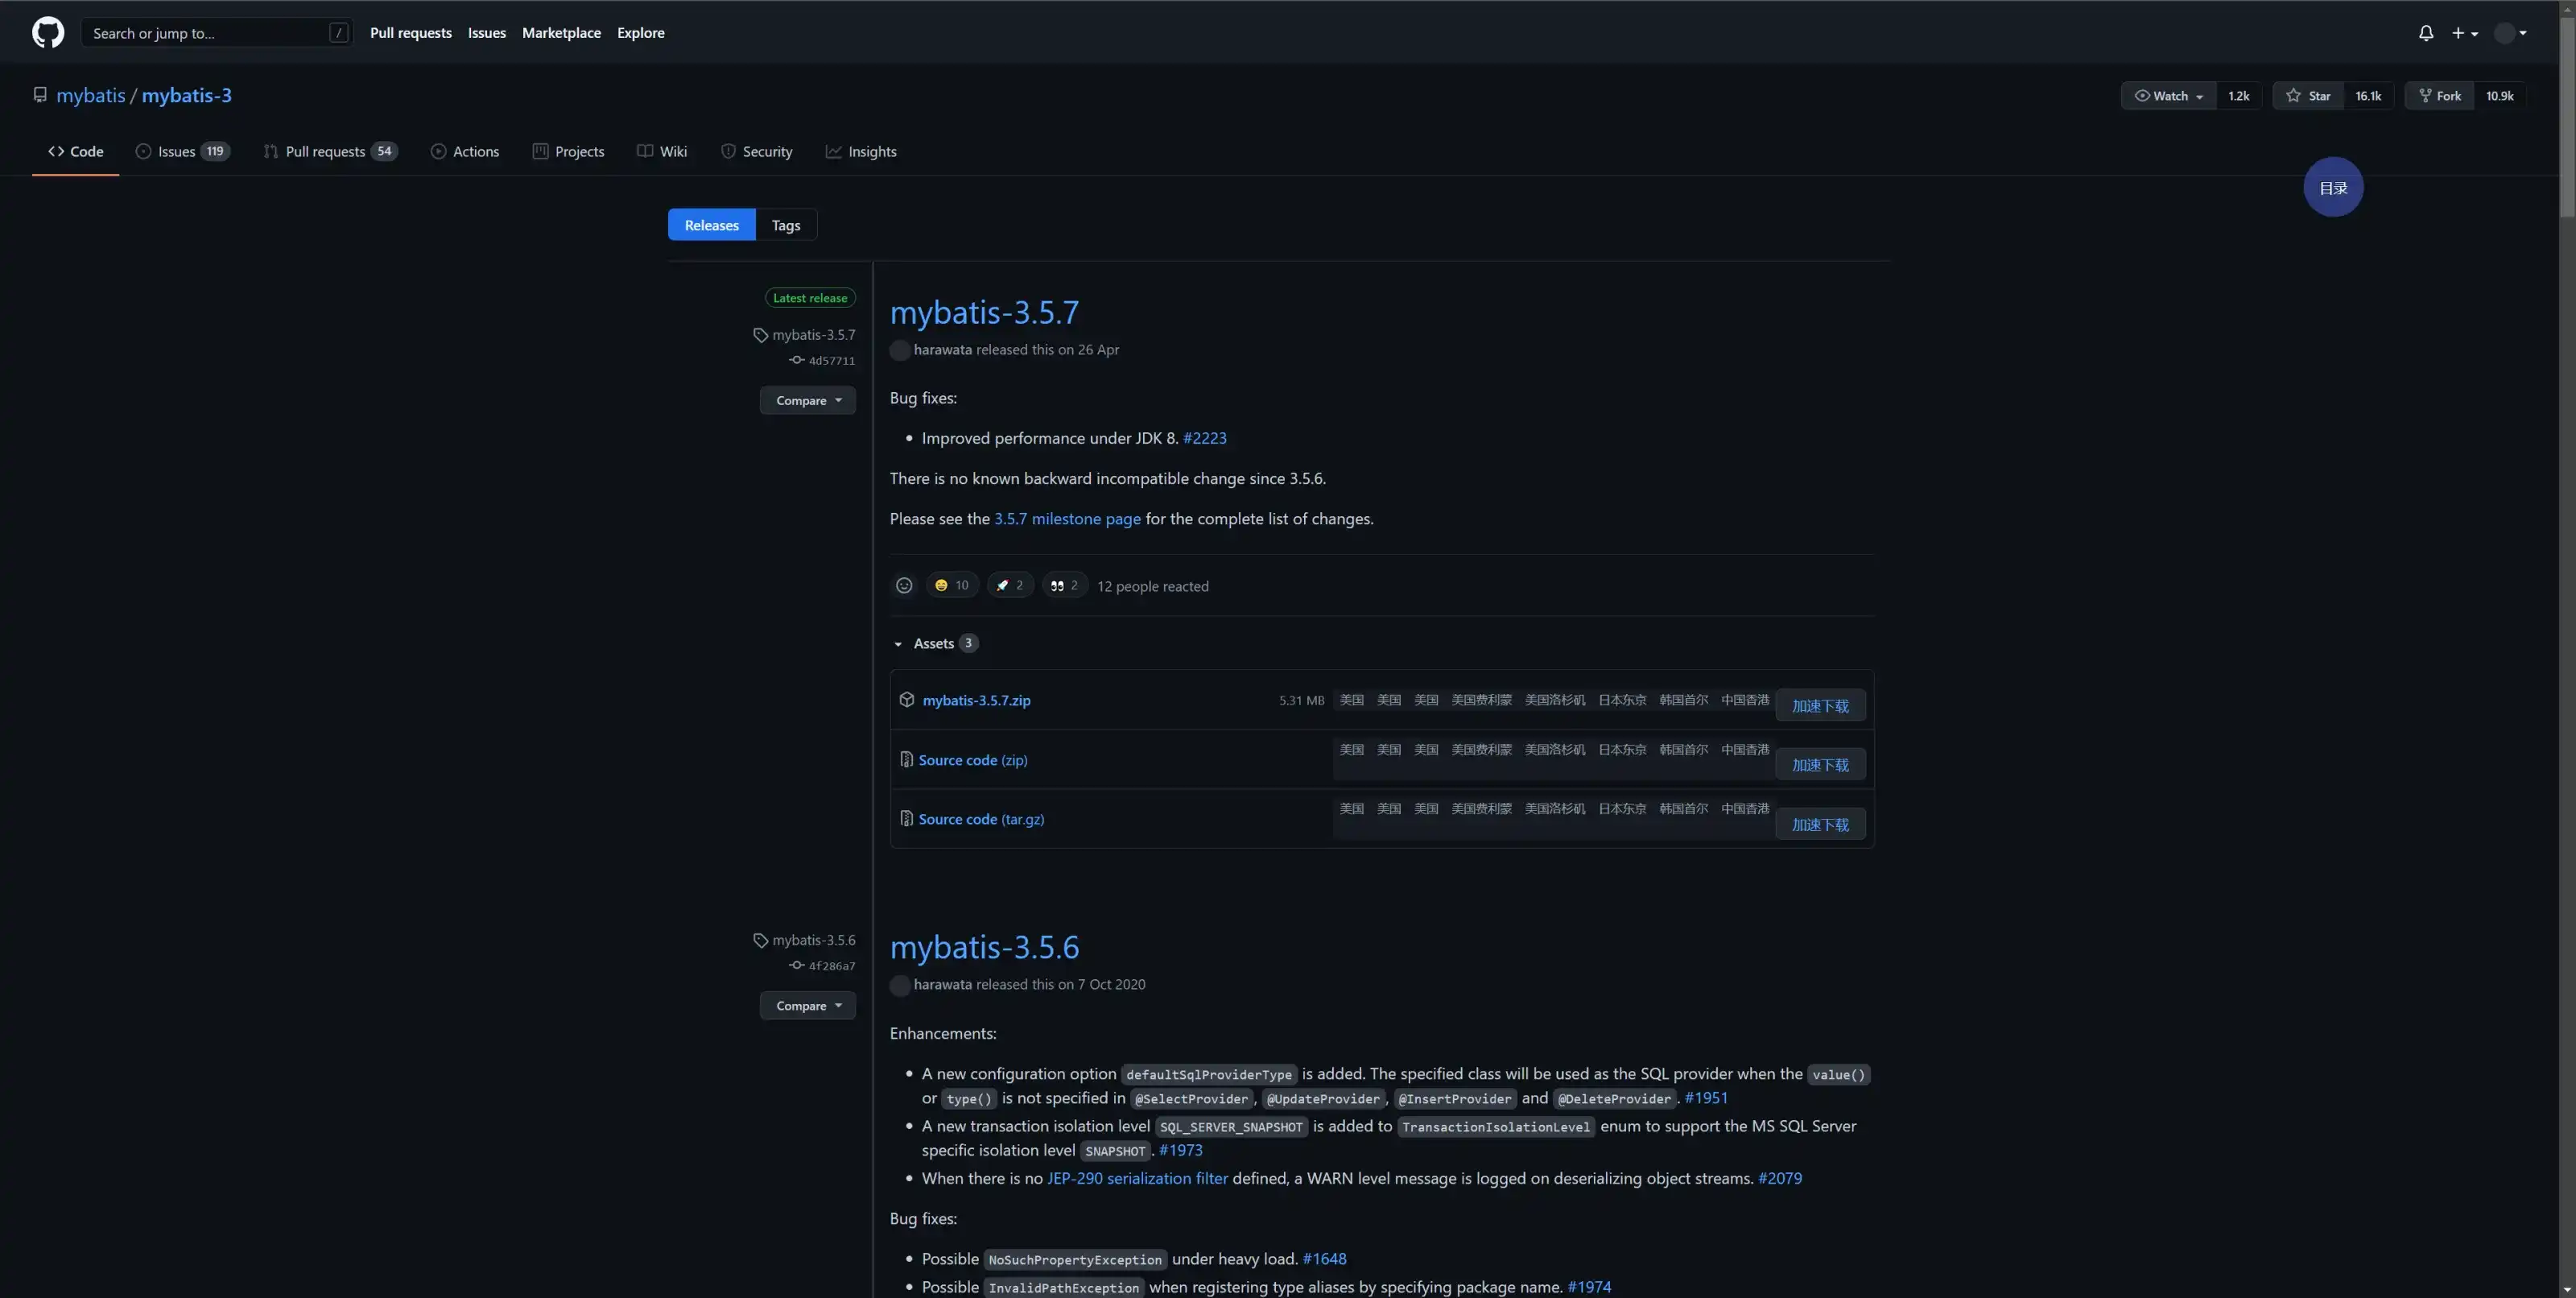 Search or jump to... /
Pull requests Issues Marketplace Explore
mybatis / mybatis-3
Watch 1.2k Star 16.1k Fork 10.9k
Code Issues 119 Pull requests 54 Actions Projects Wiki Security Insights
目录
Releases Tags
Latest release
mybatis-3.5.7
4d57711
Compare
mybatis-3.5.7
harawata released this on 26 Apr
Bug fixes:
Improved performance under JDK 8. #2223
There is no known backward incompatible change since 3.5.6.
Please see the 3.5.7 milestone page for the complete list of changes.
10 2 2 12 people reacted
Assets 3
mybatis-3.5.7.zip 5.31 MB 美国 美国 美国 美国费利蒙 美国洛杉矶 日本东京 韩国首尔 中国香港 加速下载
Source code (zip) 美国 美国 美国 美国费利蒙 美国洛杉矶 日本东京 韩国首尔 中国香港 加速下载
Source code (tar.gz) 美国 美国 美国 美国费利蒙 美国洛杉矶 日本东京 韩国首尔 中国香港 加速下载
mybatis-3.5.6
4f286a7
Compare
mybatis-3.5.6
harawata released this on 7 Oct 2020
Enhancements:
A new configuration option defaultSqlProviderType is added. The specified class will be used as the SQL provider when the value()
or type() is not specified in @SelectProvider, @UpdateProvider, @InsertProvider and @DeleteProvider. #1951
A new transaction isolation level SQL_SERVER_SNAPSHOT is added to TransactionIsolationLevel enum to support the MS SQL Server
specific isolation level SNAPSHOT. #1973
When there is no JEP-290 serialization filter defined, a WARN level message is logged on deserializing object streams. #2079
Bug fixes:
Possible NoSuchPropertyException under heavy load. #1648
Possible InvalidPathException when registering type aliases by specifying package name. #1974